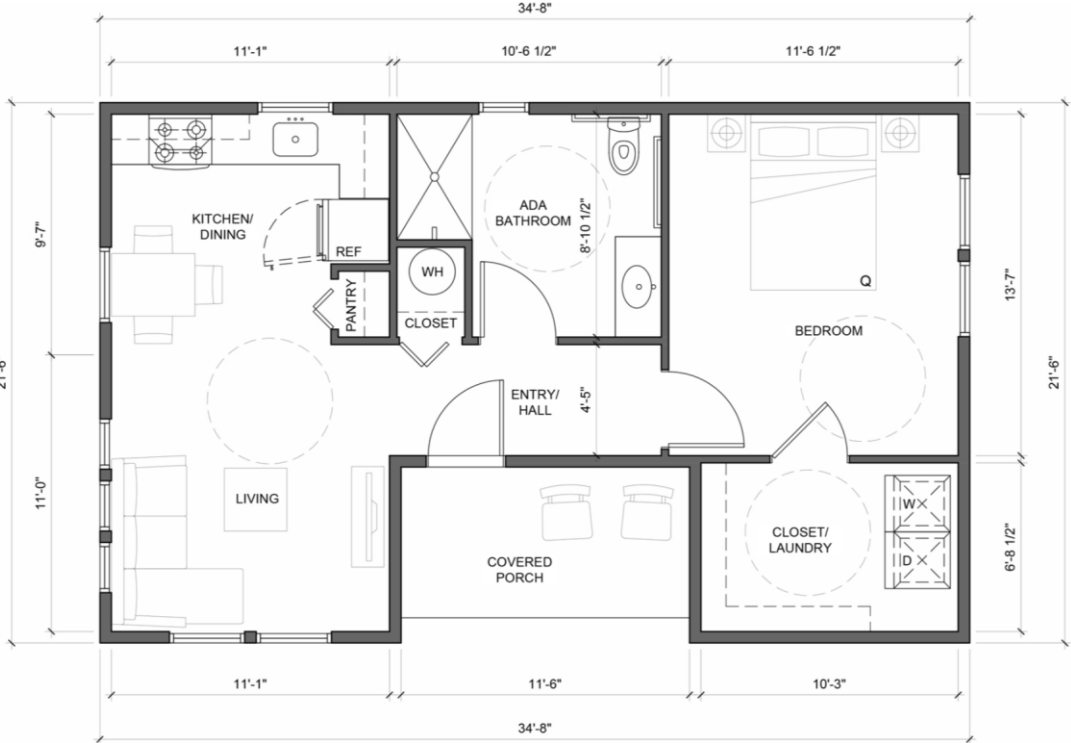 34'-8"
11'-1"
10'-6 1/2"
11'-6 1/2"
KITCHEN/
DINING
REF
PANTRY
WH
CLOSET
ADA
BATHROOM
8'-10 1/2"
Q
BEDROOM
9'-7"
13'-7"
21'-6"
21'-6"
ENTRY/
HALL
4'-5"
LIVING
11'-0"
COVERED
PORCH
CLOSET/
LAUNDRY
W
D
6'-8 1/2"
11'-1"
11'-6"
10'-3"
34'-8"